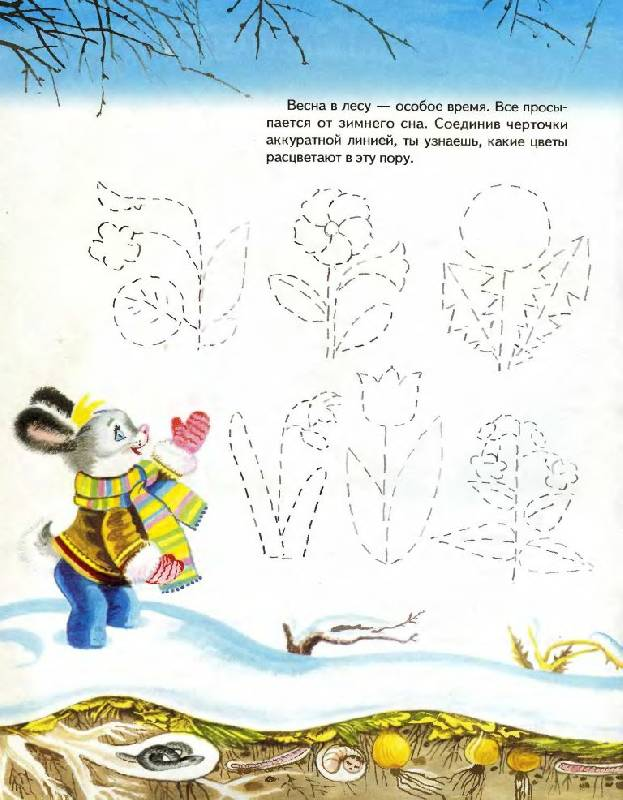 Весна в лесу — особое время. Все просы-
пается от зимнего сна. Соединив черточки
аккуратной линией, ты узнаешь, какие цветы
расцветают в эту пору.